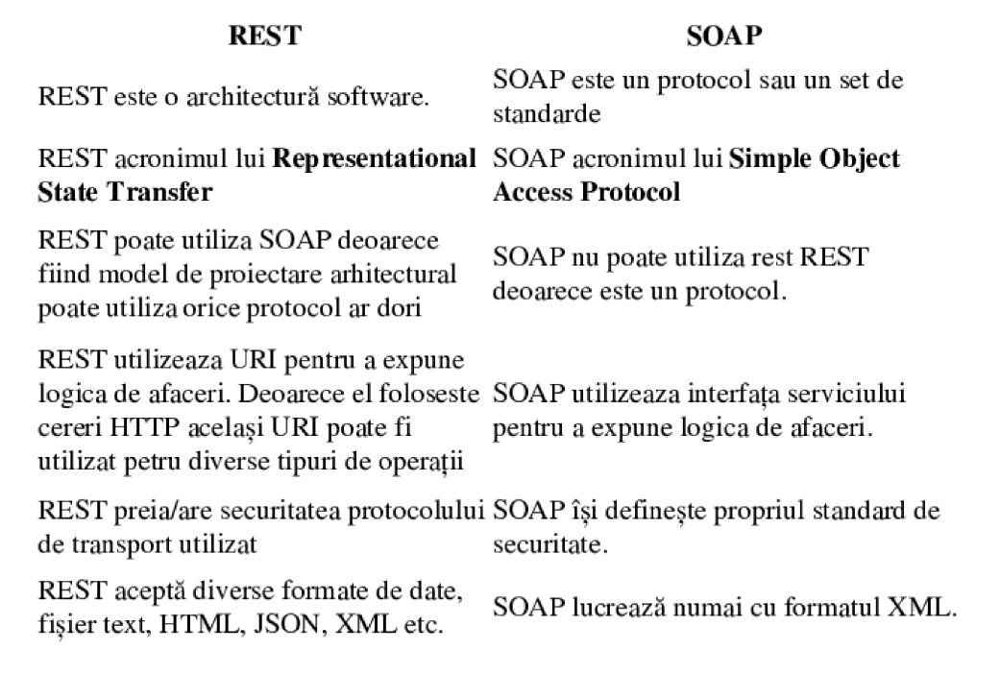 REST SOAP
REST este o architectură software.
SOAP este un protocol sau un set de
standarde
REST acronimul lui Representational
State Transfer
SOAP acronimul lui Simple Object
Access Protocol
REST poate utiliza SOAP deoarece
fiind model de proiectare arhitectural
poate utiliza orice protocol ar dori
SOAP nu poate utiliza rest REST
deoarece este un protocol.
REST utilizeaza URI pentru a expune
logica de afaceri. Deoarece el foloseste
cereri HTTP același URI poate fi
utilizat petru diverse tipuri de operații
SOAP utilizeaza interfața serviciului
pentru a expune logica de afaceri.
REST preia/are securitatea protocolului
de transport utilizat
SOAP își definește propriul standard de
securitate.
REST aceptă diverse formate de date,
fișier text, HTML, JSON, XML etc.
SOAP lucrează numai cu formatul XML.